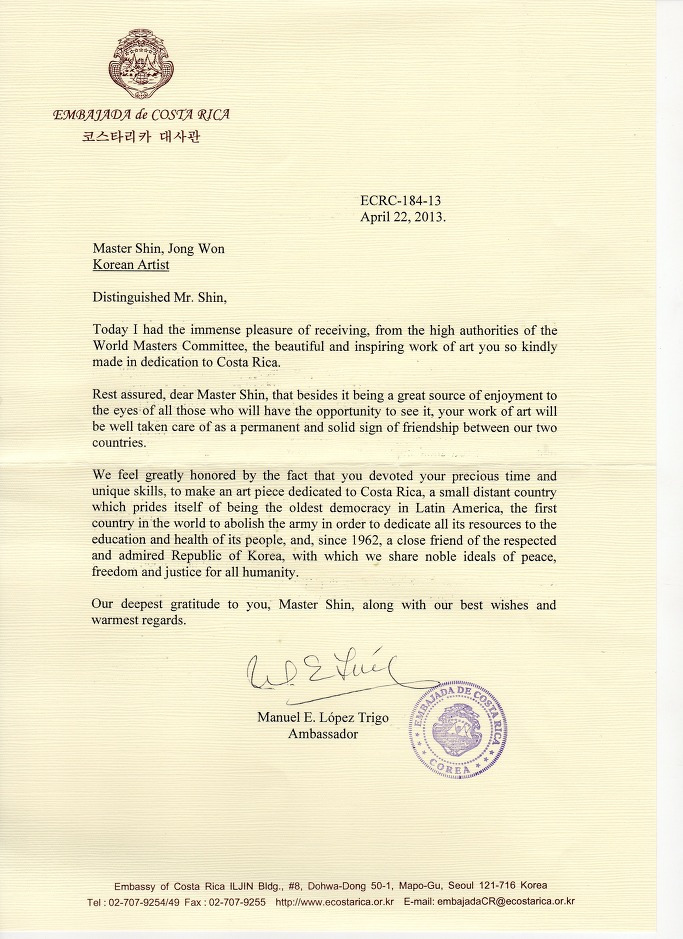 EMBAJADA de COSTA RICA
코스타리카 대사관
ECRC-184-13
April 22, 2013.
Master Shin, Jong Won
Korean Artist
Distinguished Mr. Shin,
Today I had the immense pleasure of receiving, from the high authorities of the
World Masters Committee, the beautiful and inspiring work of art you so kindly
made in dedication to Costa Rica.
Rest assured, dear Master Shin, that besides it being a great source of enjoyment to
the eyes of all those who will have the opportunity to see it, your work of art will
be well taken care of as a permanent and solid sign of friendship between our two
countries.
We feel greatly honored by the fact that you devoted your precious time and
unique skills, to make an art piece dedicated to Costa Rica, a small distant country
which prides itself of being the oldest democracy in Latin America, the first
country in the world to abolish the army in order to dedicate all its resources to the
education and health of its people, and, since 1962, a close friend of the respected
and admired Republic of Korea, with which we share noble ideals of peace,
freedom and justice for all humanity.
Our deepest gratitude to you, Master Shin, along with our best wishes and
warmest regards.
Manuel E. López Trigo
Ambassador
EMBAJADA DE COSTA RICA
COREA
Embassy of Costa Rica ILJIN Bldg., #8, Dohwa-Dong 50-1, Mapo-Gu, Seoul 121-716 Korea
Tel : 02-707-9254/49 Fax : 02-707-9255 http://www.ecostarica.or.kr E-mail: embajadaCR@ecostarica.or.kr